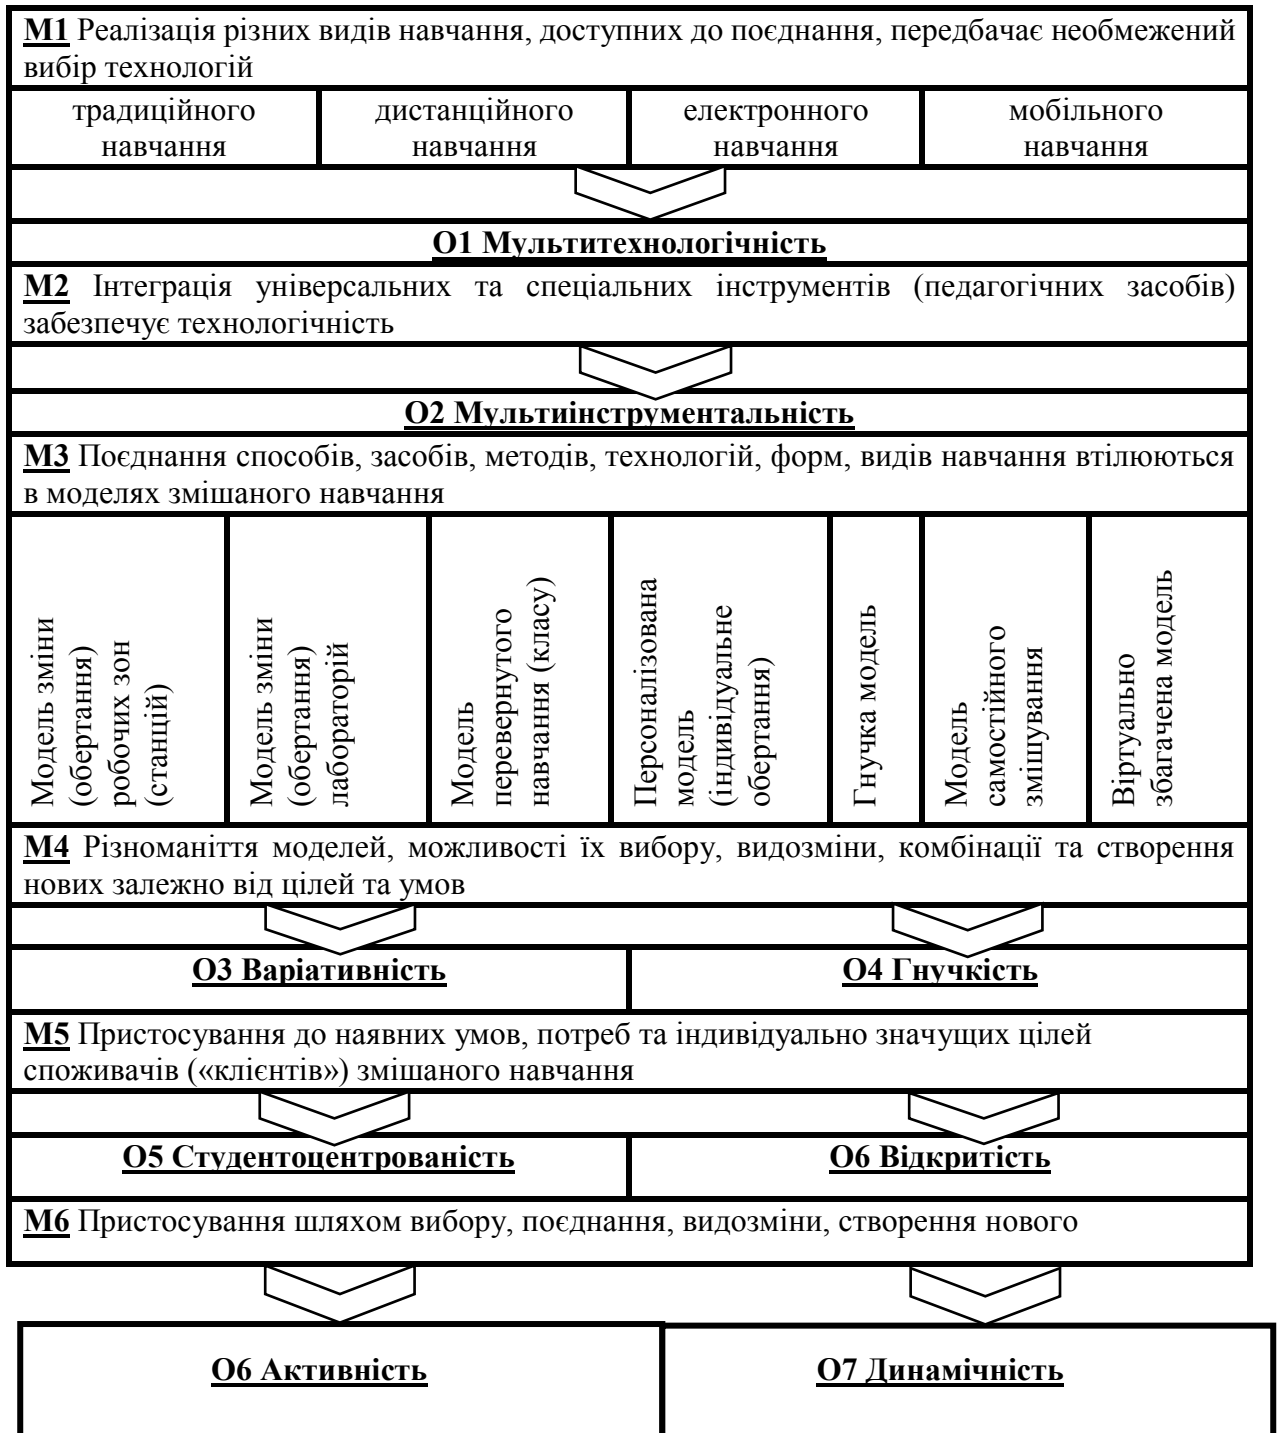 М1 Реалізація різних видів навчання, доступних до поєднання, передбачає необмежений
вибір технологій
традиційного
навчання
дистанційного
навчання
електронного
навчання
мобільного
навчання
О1 Мультитехнологічність
М2 Інтеграція універсальних та спеціальних інструментів (педагогічних засобів)
забезпечує технологічність
О2 Мультиінструментальність
М3 Поєднання способів, засобів, методів, технологій, форм, видів навчання втілюються
в моделях змішаного навчання
Модель зміни
(обертання)
робочих зон
(станцій)
Модель зміни
(обертання)
лабораторій
Модель
перевернутого
навчання (класу)
Персоналізована
модель
(індивідуальне
обертання)
Гнучка модель
Модель
самостійного
змішування
Віртуально
збагачена модель
М4 Різноманіття моделей, можливості їх вибору, видозміни, комбінації та створення
нових залежно від цілей та умов
О3 Варіативність
О4 Гнучкість
М5 Пристосування до наявних умов, потреб та індивідуально значущих цілей
споживачів («клієнтів») змішаного навчання
О5 Студентоцентрованість
О6 Відкритість
М6 Пристосування шляхом вибору, поєднання, видозміни, створення нового
О6 Активність
О7 Динамічність